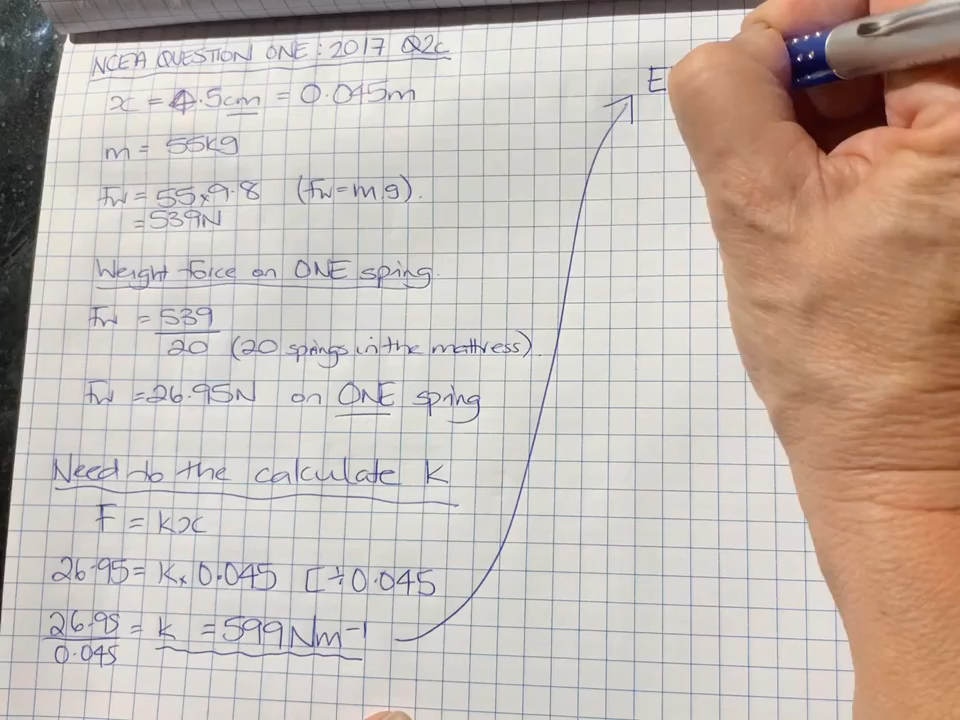 NCEA QUESTION ONE: 2017 Q2c
x = 4.5cm = 0.045m
m = 55kg
Fw = 55x9.8 (Fw=m.g).
= 539N
Weight force on ONE spring.
Fw = 539
20 (20 springs in the mattress).
Fw = 26.95N on ONE spring
Need to the calculate k
F = kx
26.95 = k x 0.045 [÷0.045
26.95 = k = 599Nm⁻¹
0.045
E